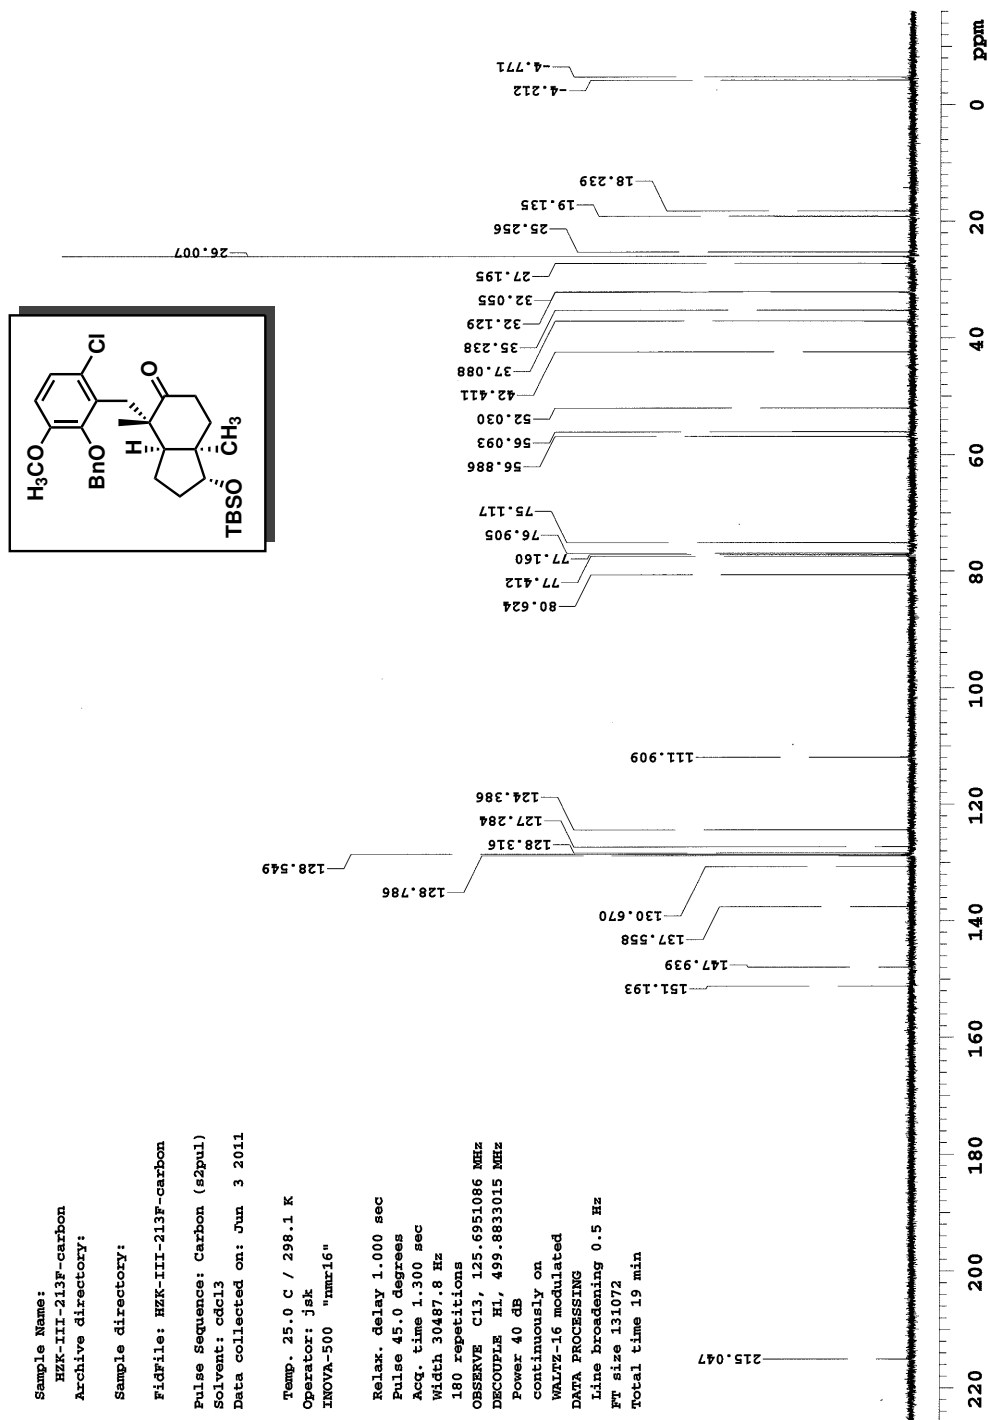 Sample Name:
HZK-III-213F-carbon
Archive directory:
Sample directory:
FidFile: HZK-III-213F-carbon
Pulse Sequence: Carbon (s2pul)
Solvent: cdcl3
Data collected on: Jun 3 2011
Temp. 25.0 C / 298.1 K
Operator: jsk
INOVA-500 "nmr16"
Relax. delay 1.000 sec
Pulse 45.0 degrees
Acq. time 1.300 sec
Width 30487.8 Hz
180 repetitions
OBSERVE C13, 125.6951086 MHz
DECOUPLE H1, 499.8833015 MHz
Power 40 dB
continuously on
WALTZ-16 modulated
DATA PROCESSING
Line broadening 0.5 Hz
FT size 131072
Total time 19 min
H3CO
BnO
Cl
O
H
CH3
TBSO
215.047
151.193
147.939
137.558
130.670
128.786
128.549
128.316
127.284
124.386
111.909
80.624
77.412
77.160
76.905
75.117
56.886
56.093
52.030
42.411
37.088
35.238
32.129
32.055
27.195
26.007
25.256
19.135
18.239
-4.212
-4.771
220 200 180 160 140 120 100 80 60 40 20 0 ppm